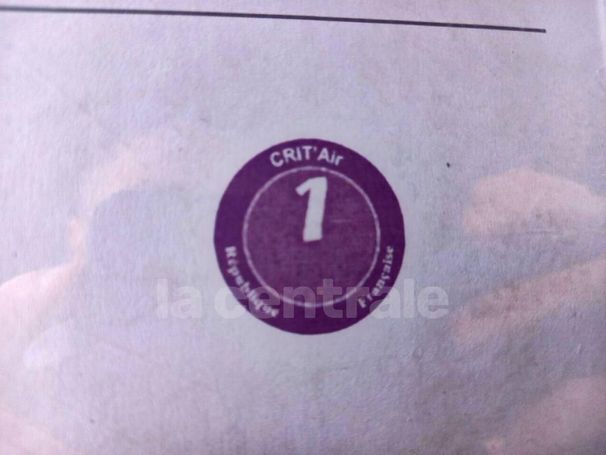 CRIT'Air
1
République Française
la centrale